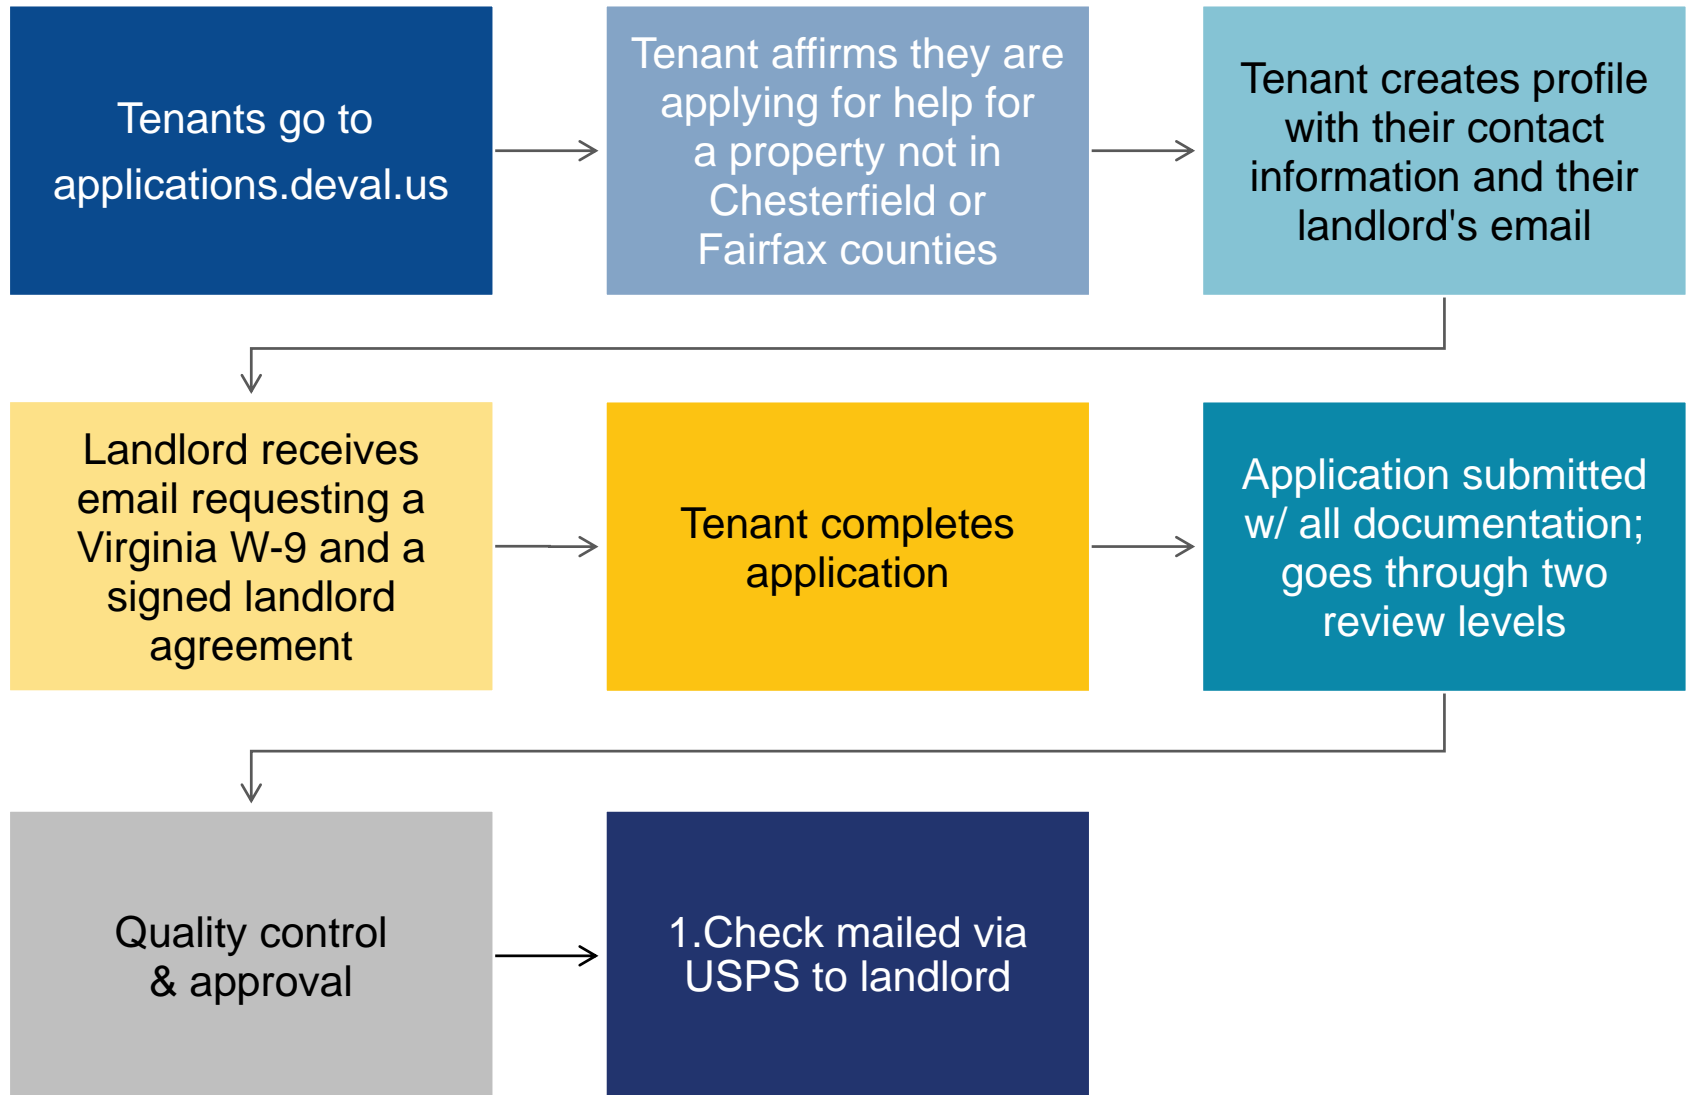 Tenants go to
applications.deval.us
Tenant affirms they are
applying for help for
a property not in
Chesterfield or
Fairfax counties
Tenant creates profile
with their contact
information and their
landlord's email
Landlord receives
email requesting a
Virginia W-9 and a
signed landlord
agreement
Tenant completes
application
Application submitted
w/ all documentation;
goes through two
review levels
Quality control
& approval
1.Check mailed via
USPS to landlord